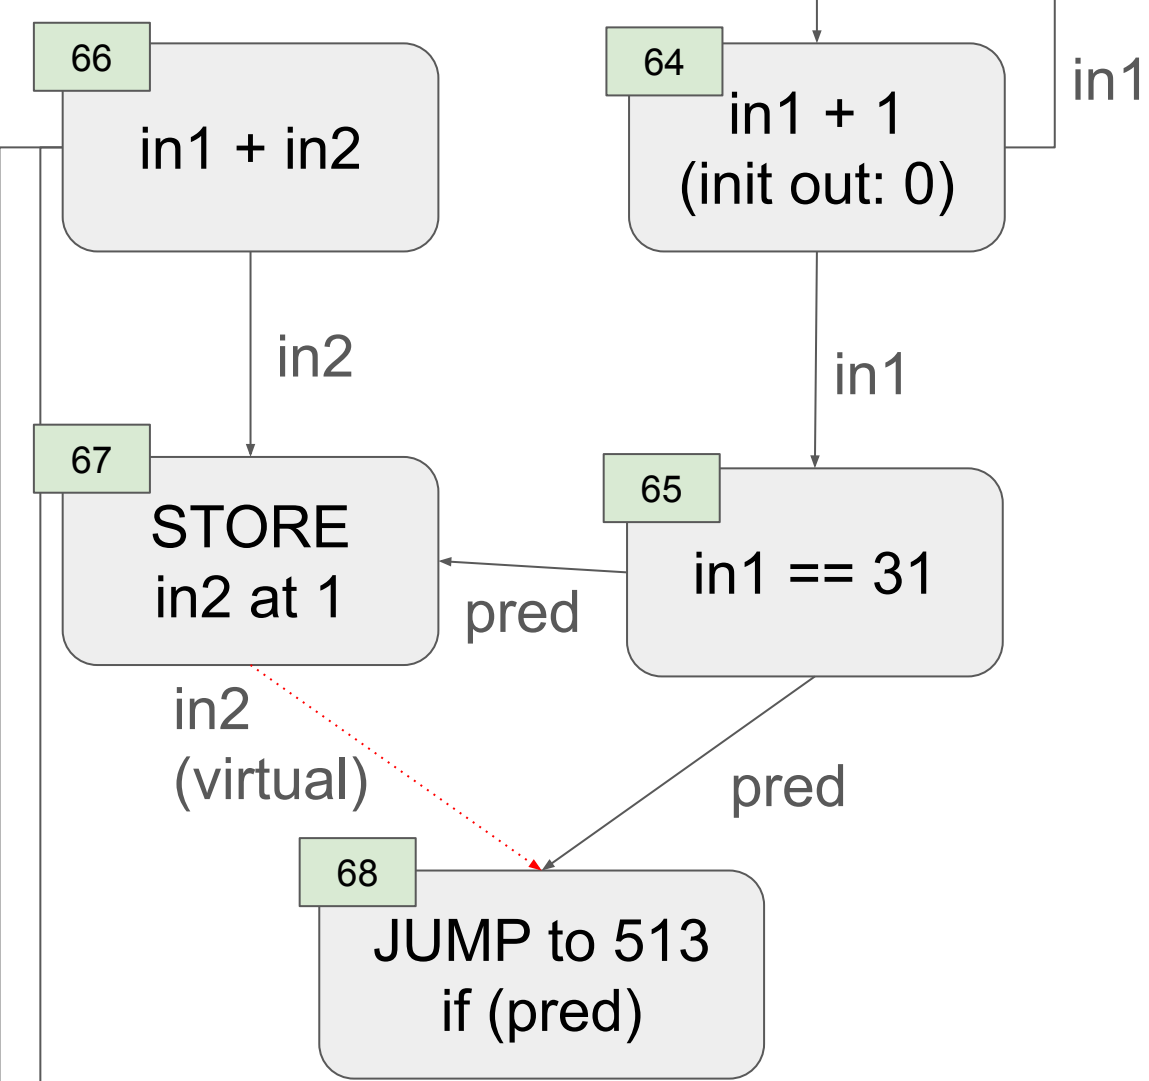 66
in1 + in2
64
in1 + 1
(init out: 0)
in1
in2
in1
67
STORE
in2 at 1
65
in1 == 31
pred
in2
(virtual)
pred
68
JUMP to 513
if (pred)